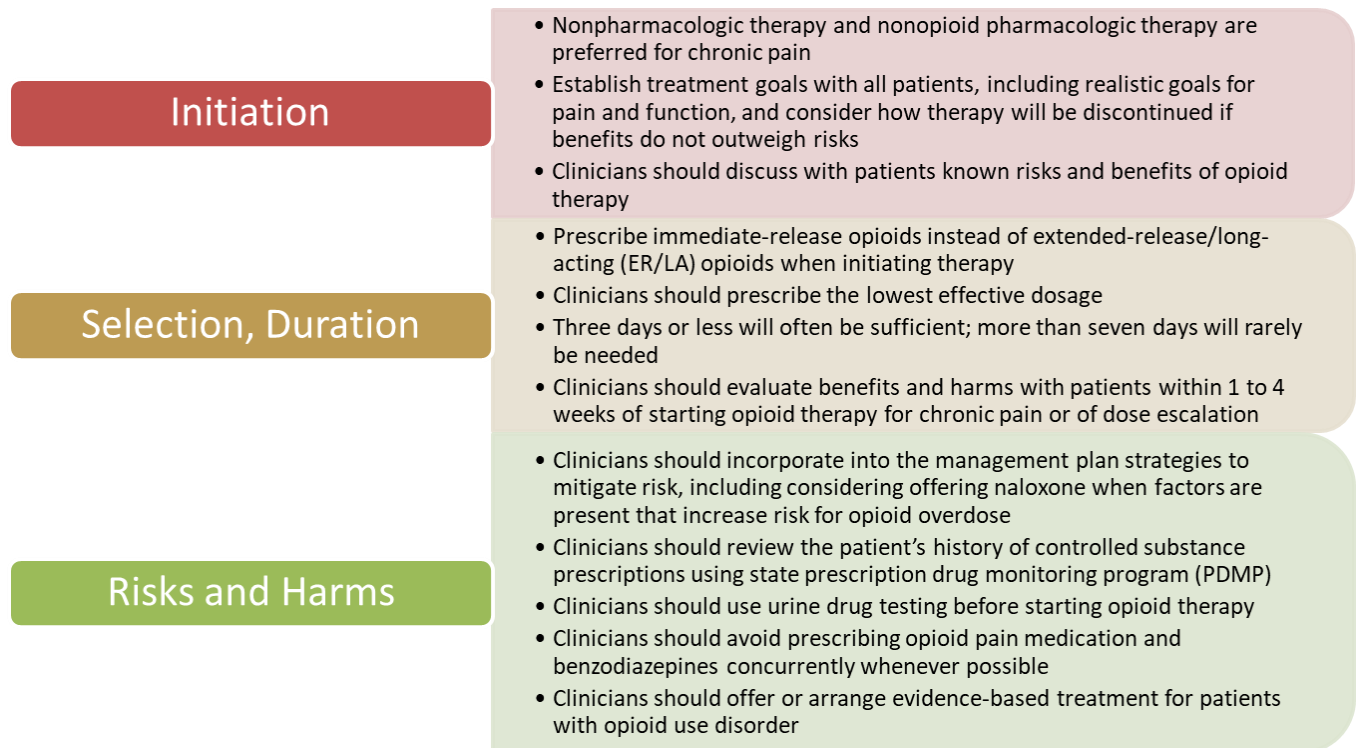 Initiation
• Nonpharmacologic therapy and nonopioid pharmacologic therapy are
preferred for chronic pain
• Establish treatment goals with all patients, including realistic goals for
pain and function, and consider how therapy will be discontinued if
benefits do not outweigh risks
• Clinicians should discuss with patients known risks and benefits of opioid
therapy
Selection, Duration
• Prescribe immediate-release opioids instead of extended-release/long-
acting (ER/LA) opioids when initiating therapy
• Clinicians should prescribe the lowest effective dosage
• Three days or less will often be sufficient; more than seven days will rarely
be needed
• Clinicians should evaluate benefits and harms with patients within 1 to 4
weeks of starting opioid therapy for chronic pain or of dose escalation
Risks and Harms
• Clinicians should incorporate into the management plan strategies to
mitigate risk, including considering offering naloxone when factors are
present that increase risk for opioid overdose
• Clinicians should review the patient’s history of controlled substance
prescriptions using state prescription drug monitoring program (PDMP)
• Clinicians should use urine drug testing before starting opioid therapy
• Clinicians should avoid prescribing opioid pain medication and
benzodiazepines concurrently whenever possible
• Clinicians should offer or arrange evidence-based treatment for patients
with opioid use disorder